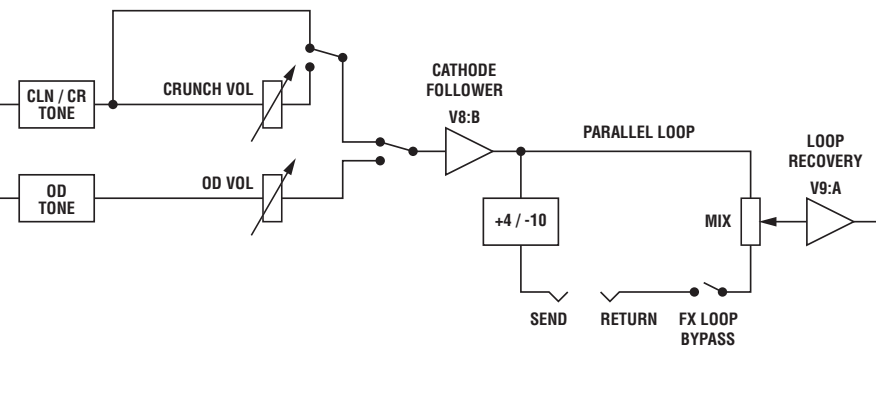 CLN / CR
TONE
CRUNCH VOL
OD
TONE
OD VOL
CATHODE
FOLLOWER
V8:B
PARALLEL LOOP
+4 / -10
SEND
RETURN
FX LOOP
BYPASS
MIX
LOOP
RECOVERY
V9:A